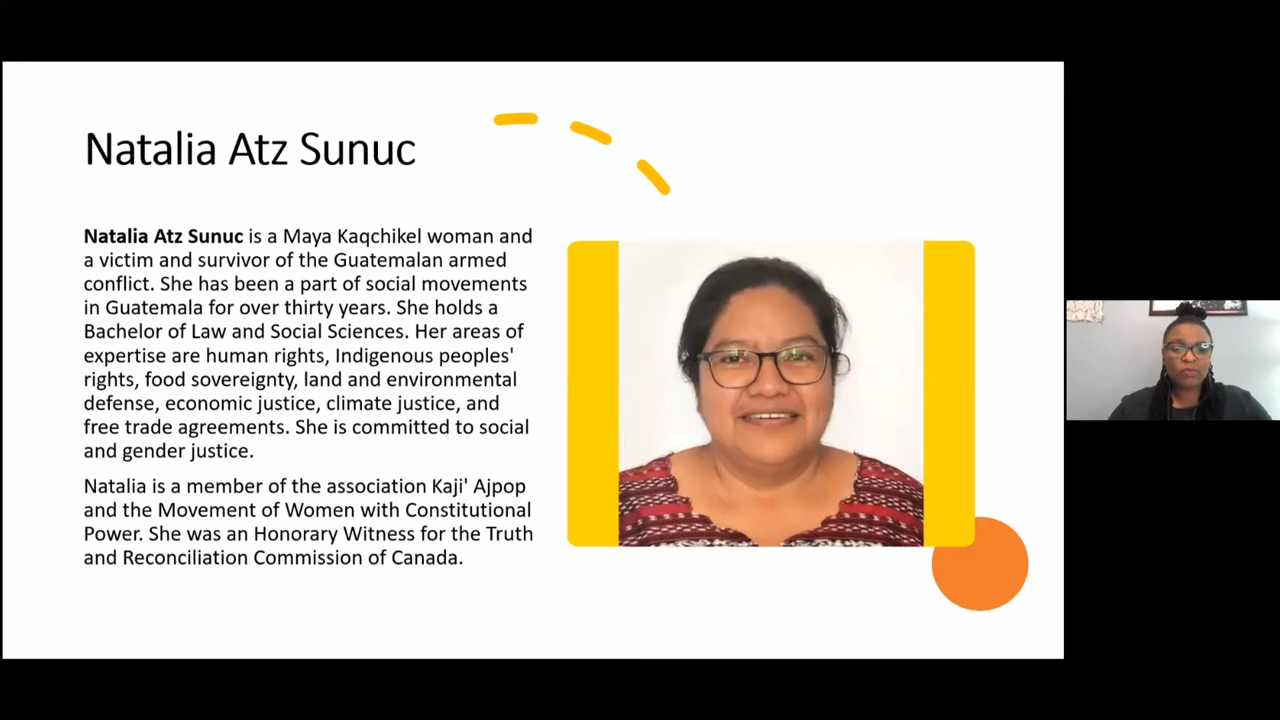 Natalia Atz Sunuc
Natalia Atz Sunuc is a Maya Kaqchikel woman and
a victim and survivor of the Guatemalan armed
conflict. She has been a part of social movements
in Guatemala for over thirty years. She holds a
Bachelor of Law and Social Sciences. Her areas of
expertise are human rights, Indigenous peoples'
rights, food sovereignty, land and environmental
defense, economic justice, climate justice, and
free trade agreements. She is committed to social
and gender justice.
Natalia is a member of the association Kaji' Ajpop
and the Movement of Women with Constitutional
Power. She was an Honorary Witness for the Truth
and Reconciliation Commission of Canada.